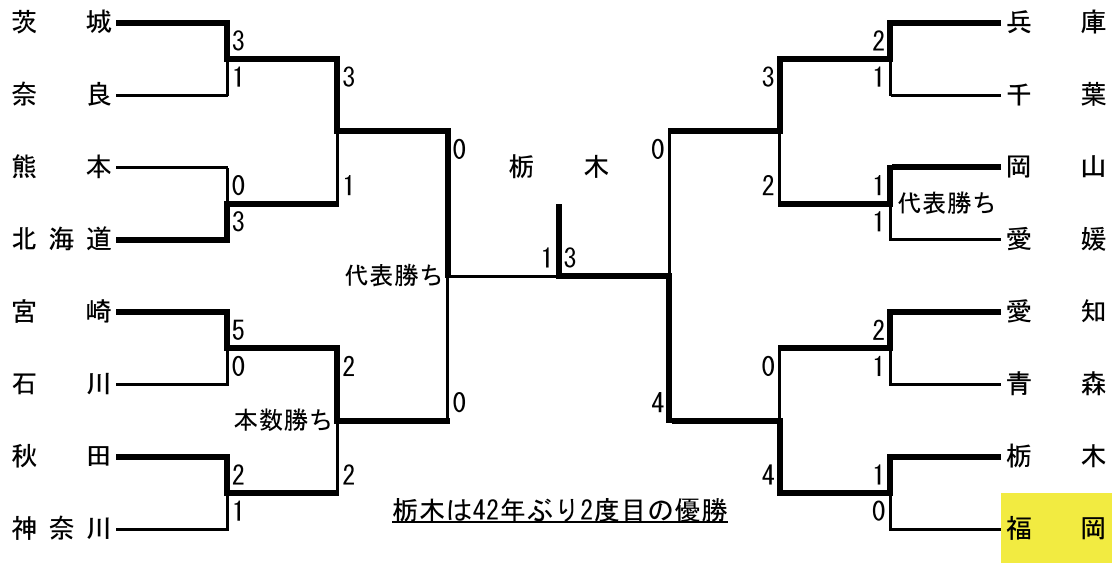 茨城
3
1
奈良
3
熊本
0
1
3
北海道
0
代表勝ち
宮崎
5
0
石川
2
本数勝ち
0
秋田
2
2
1
神奈川
栃木
1 3
栃木は42年ぶり2度目の優勝
兵庫
2
1
千葉
3
0
岡山
2
1
代表勝ち
1
愛媛
愛知
2
1
青森
0
4
栃木
4
1
0
福岡